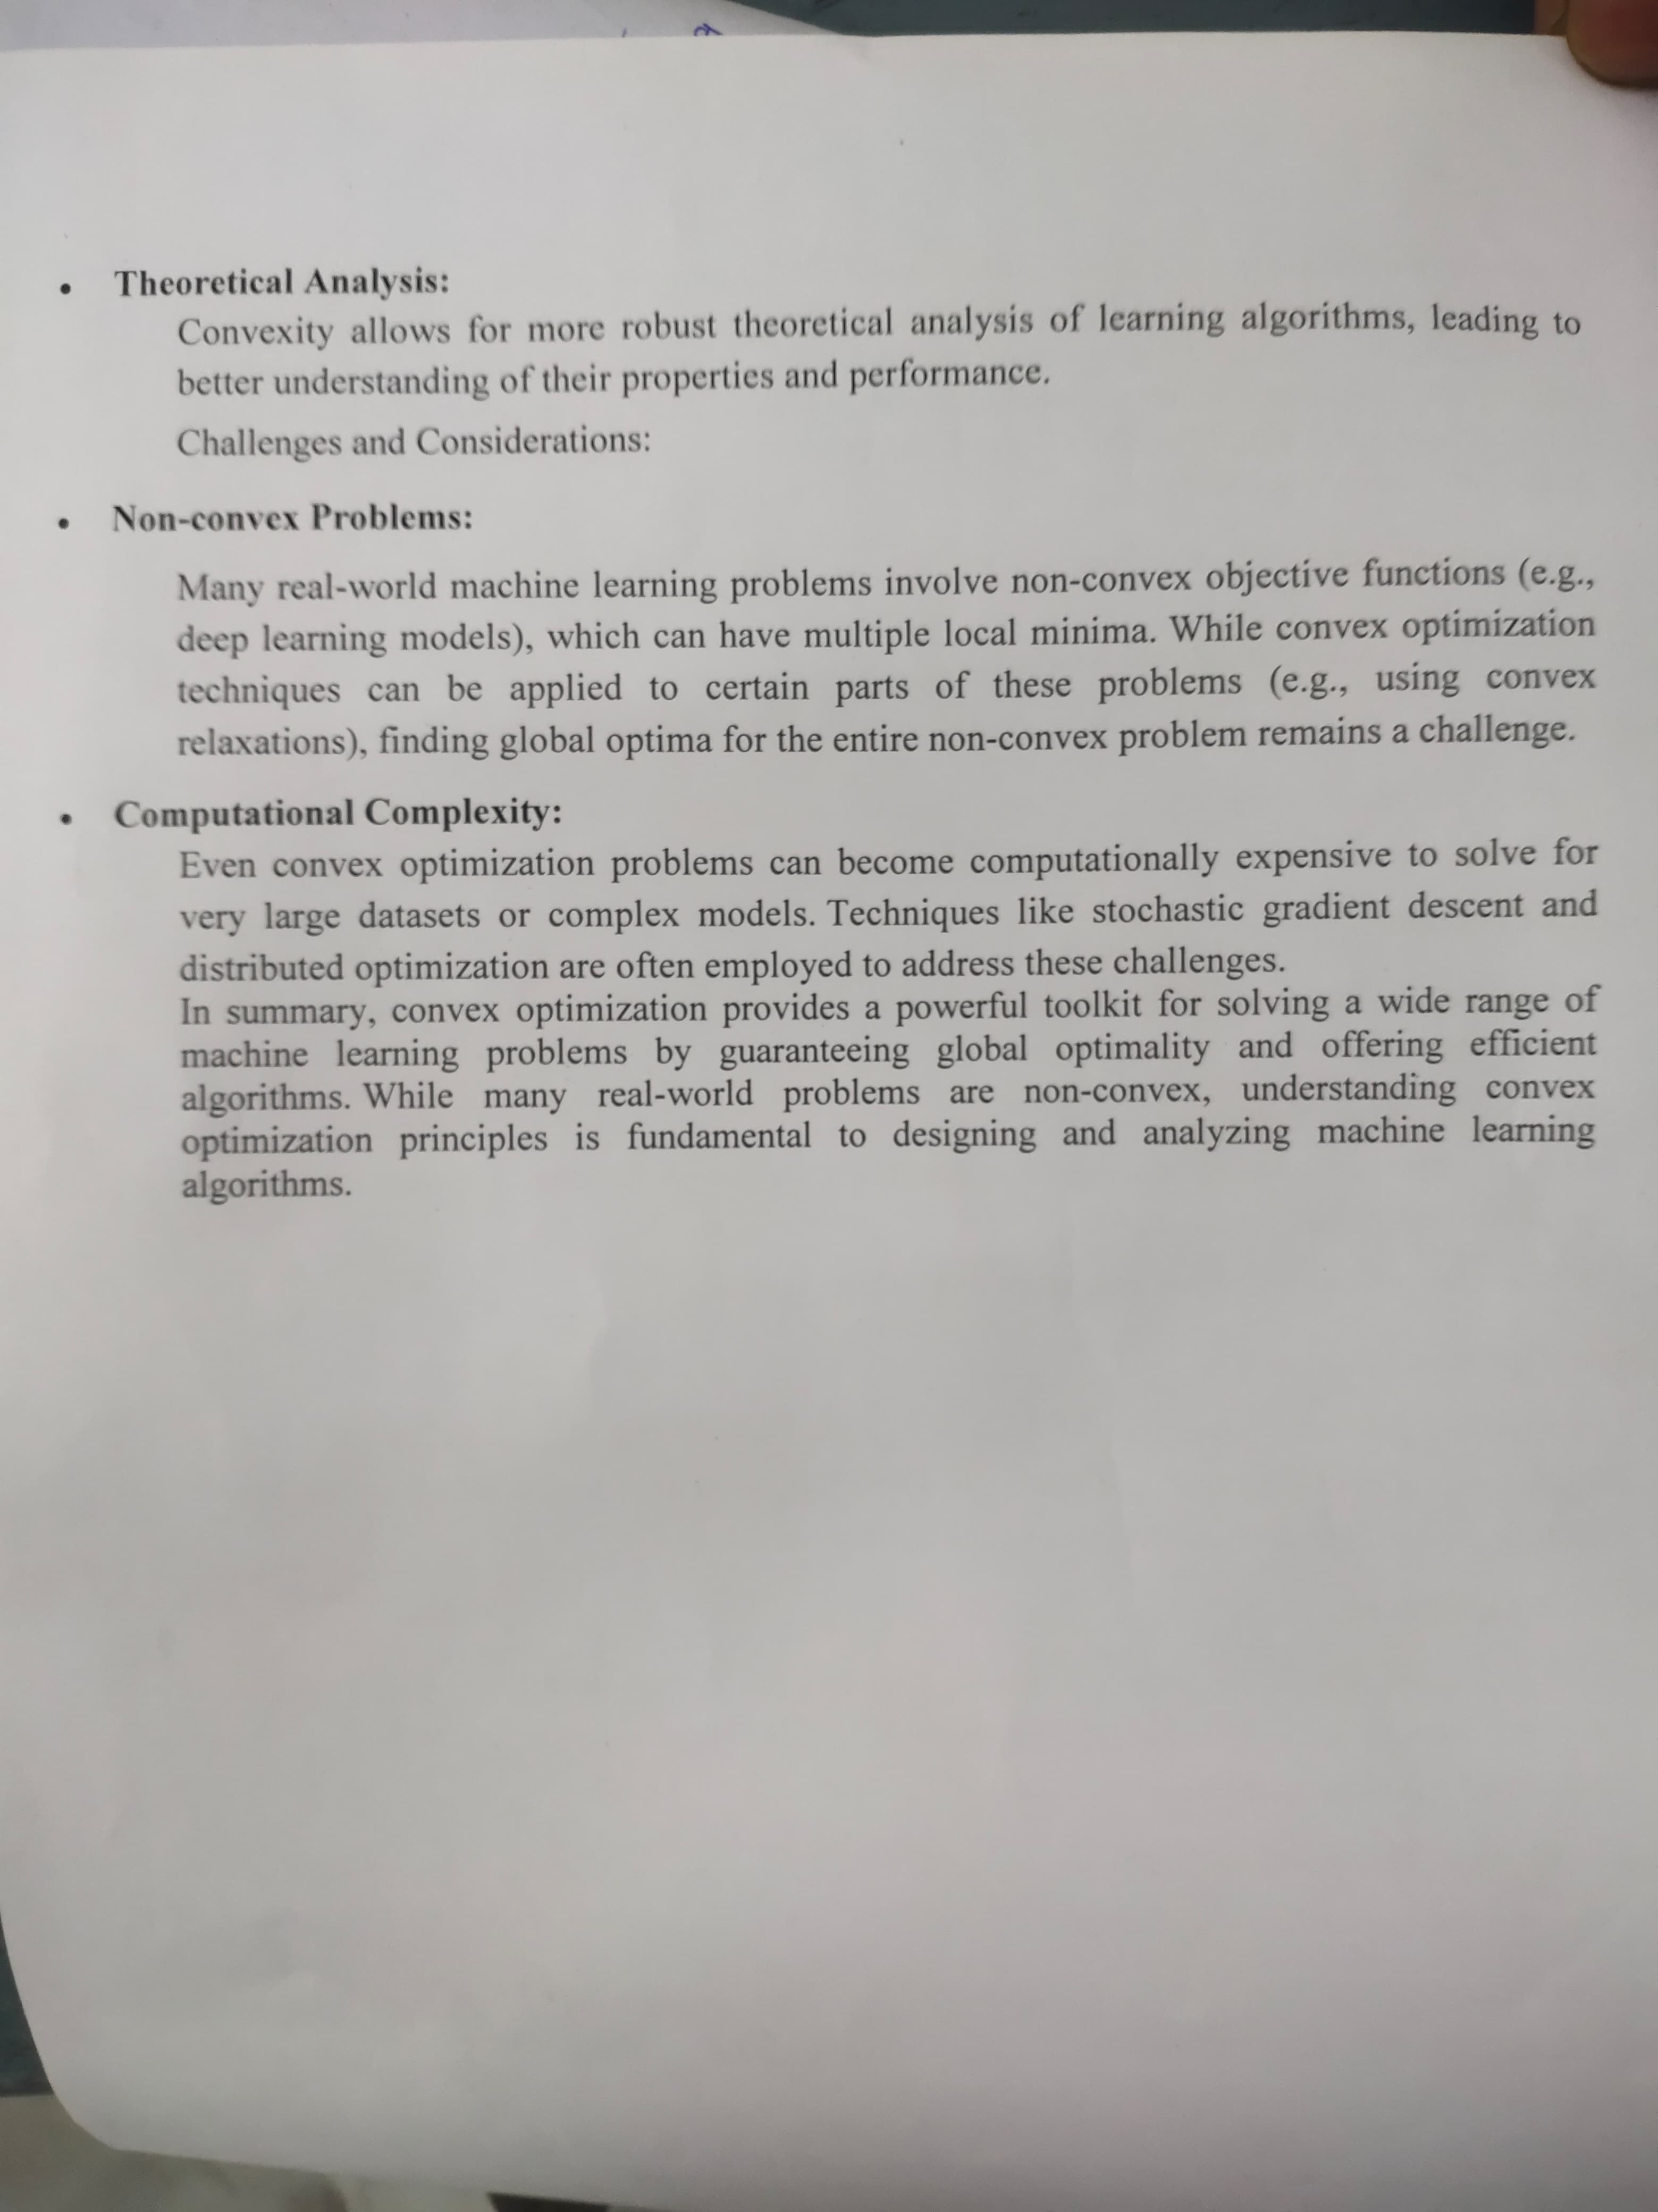 • Theoretical Analysis:
Convexity allows for more robust theoretical analysis of learning algorithms, leading to
better understanding of their properties and performance.
Challenges and Considerations:
• Non-convex Problems:
Many real-world machine learning problems involve non-convex objective functions (e.g.,
deep learning models), which can have multiple local minima. While convex optimization
techniques can be applied to certain parts of these problems (e.g., using convex
relaxations), finding global optima for the entire non-convex problem remains a challenge.
• Computational Complexity:
Even convex optimization problems can become computationally expensive to solve for
very large datasets or complex models. Techniques like stochastic gradient descent and
distributed optimization are often employed to address these challenges.
In summary, convex optimization provides a powerful toolkit for solving a wide range of
machine learning problems by guaranteeing global optimality and offering efficient
algorithms. While many real-world problems are non-convex, understanding convex
optimization principles is fundamental to designing and analyzing machine learning
algorithms.